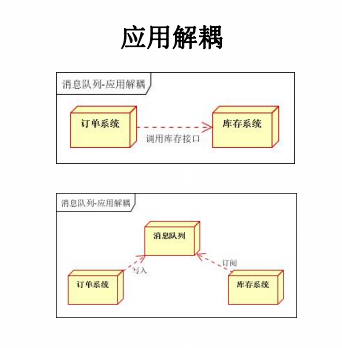 应用解耦
消息队列-应用解耦
订单系统
库存系统
调用库存接口
消息队列-应用解耦
消息队列
写入
订阅
订单系统
库存系统